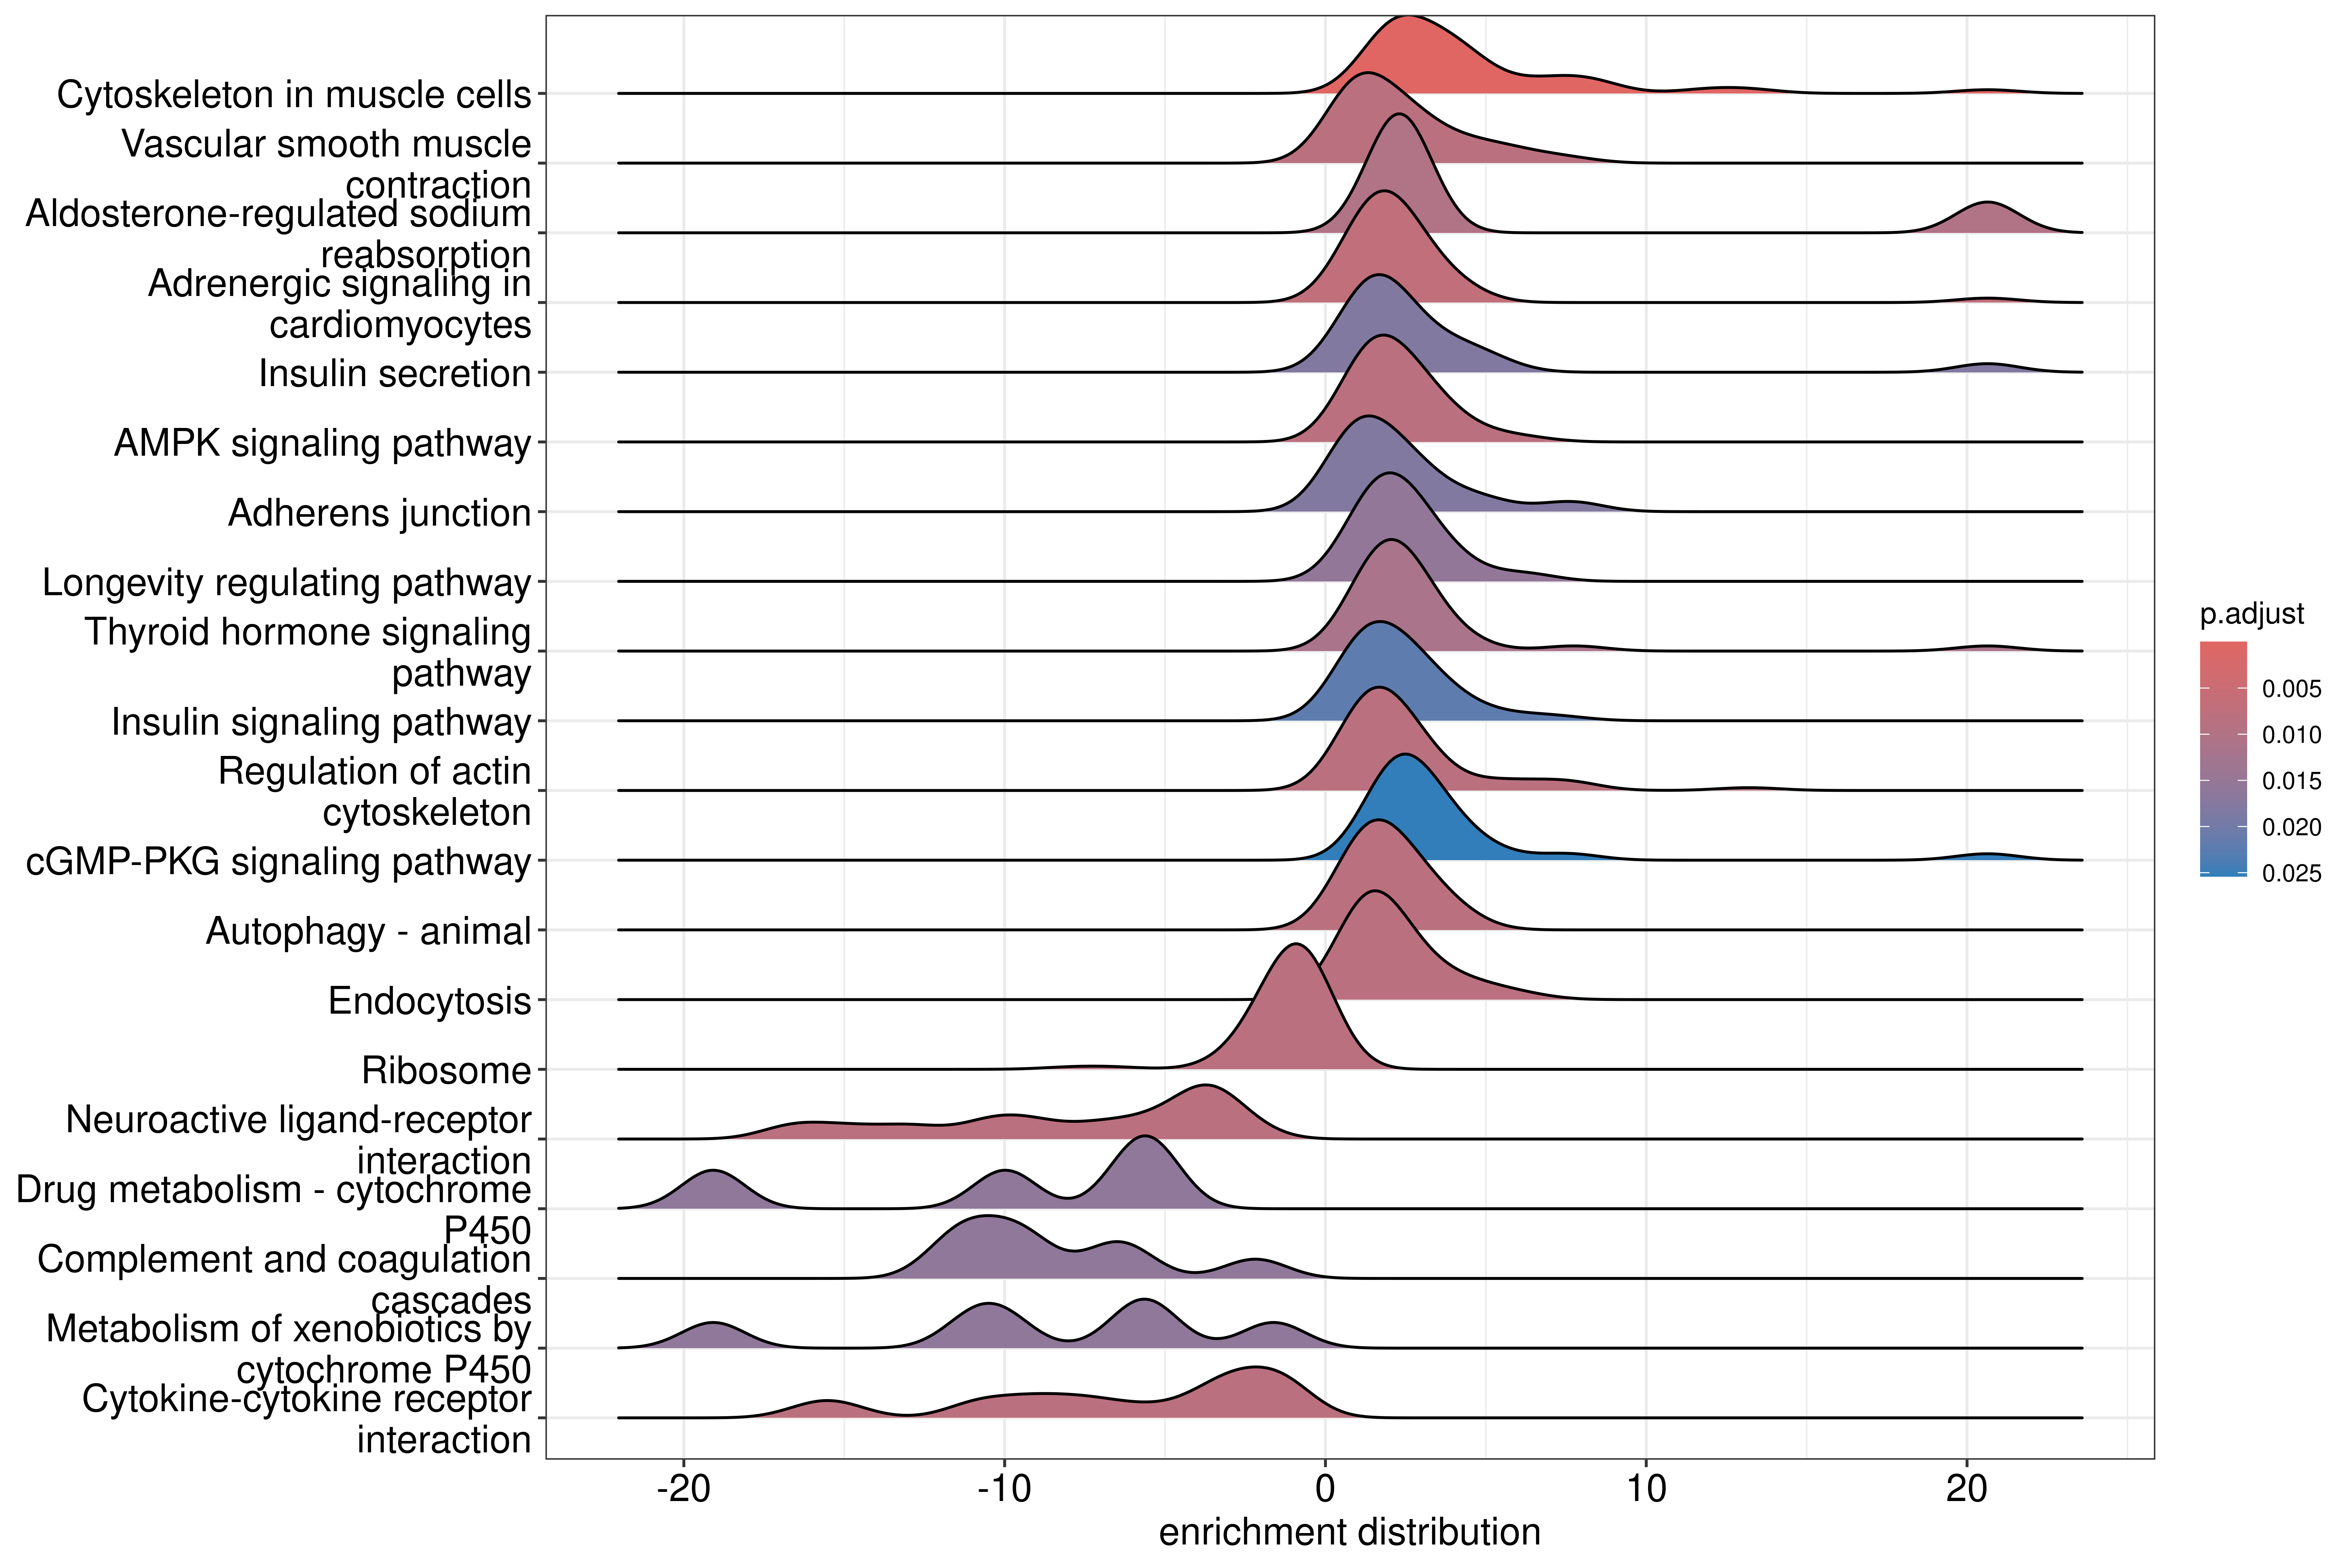 Cytoskeleton in muscle cells
Vascular smooth muscle
contraction
Aldosterone-regulated sodium
reabsorption
Adrenergic signaling in
cardiomyocytes
Insulin secretion
AMPK signaling pathway
Adherens junction
Longevity regulating pathway
Thyroid hormone signaling
pathway
Insulin signaling pathway
Regulation of actin
cytoskeleton
cGMP-PKG signaling pathway
Autophagy - animal
Endocytosis
Ribosome
Neuroactive ligand-receptor
interaction
Drug metabolism - cytochrome
P450
Complement and coagulation
cascades
Metabolism of xenobiotics by
cytochrome P450
Cytokine-cytokine receptor
interaction
-20 -10 0 10 20
enrichment distribution
p.adjust
0.005
0.010
0.015
0.020
0.025